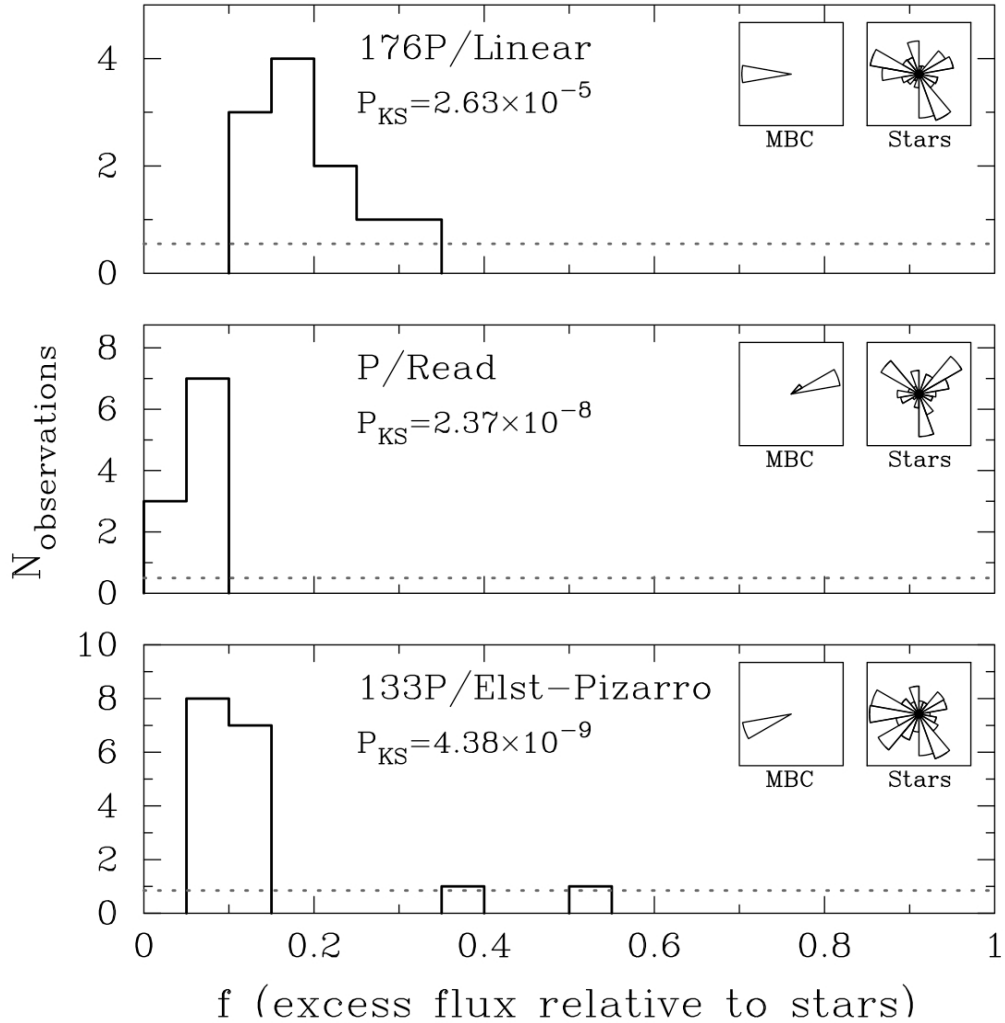 176P/Linear
P_KS=2.63×10^-5
MBC
Stars
4
2
0
P/Read
P_KS=2.37×10^-8
MBC
Stars
8
6
4
2
0
N_observations
133P/Elst-Pizarro
P_KS=4.38×10^-9
MBC
Stars
10
8
6
4
2
0
0 0.2 0.4 0.6 0.8 1
f (excess flux relative to stars)